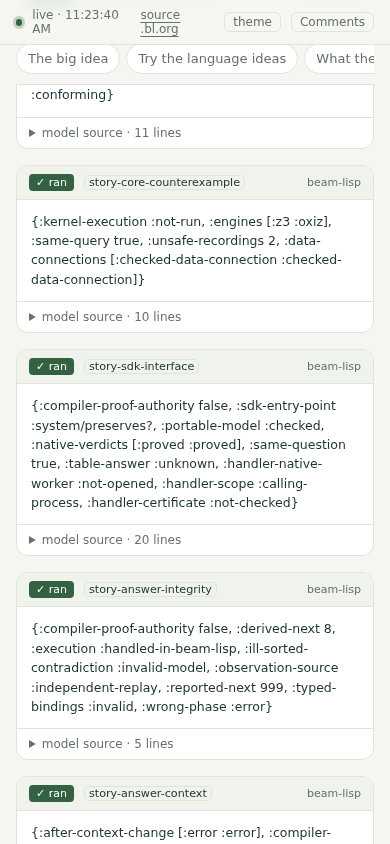 live · 11:23:40 AM
source .bl.org
theme
Comments
The big idea
Try the language ideas
What the
:conforming}
▶ model source · 11 lines
✓ ran story-core-counterexample beam-lisp
{:kernel-execution :not-run, :engines [:z3 :oxiz],
:same-query true, :unsafe-recordings 2, :data-
connections [:checked-data-connection :checked-
data-connection]}
▶ model source · 10 lines
✓ ran story-sdk-interface beam-lisp
{:compiler-proof-authority false, :sdk-entry-point
:system/preserves?, :portable-model :checked,
:native-verdicts [:proved :proved], :same-question
true, :table-answer :unknown, :handler-native-
worker :not-opened, :handler-scope :calling-
process, :handler-certificate :not-checked}
▶ model source · 20 lines
✓ ran story-answer-integrity beam-lisp
{:compiler-proof-authority false, :derived-next 8,
:execution :handled-in-beam-lisp, :ill-sorted-
contradiction :invalid-model, :observation-source
:independent-replay, :reported-next 999, :typed-
bindings :invalid, :wrong-phase :error}
▶ model source · 5 lines
✓ ran story-answer-context beam-lisp
{:after-context-change [:error :error], :compiler-